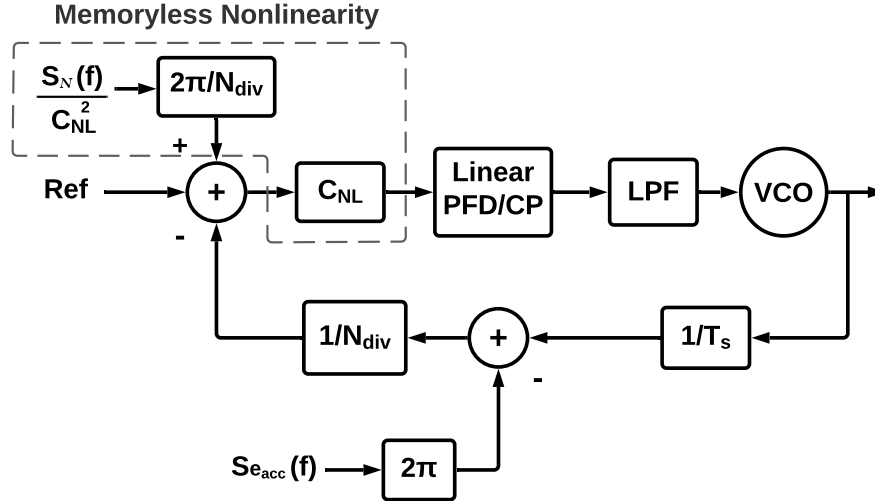 Memoryless Nonlinearity
S_N(f)
C_NL^2
2π/N_div
+
Ref
+
-
C_NL
Linear
PFD/CP
LPF
VCO
1/N_div
+
-
1/T_s
Se_acc(f)
2π